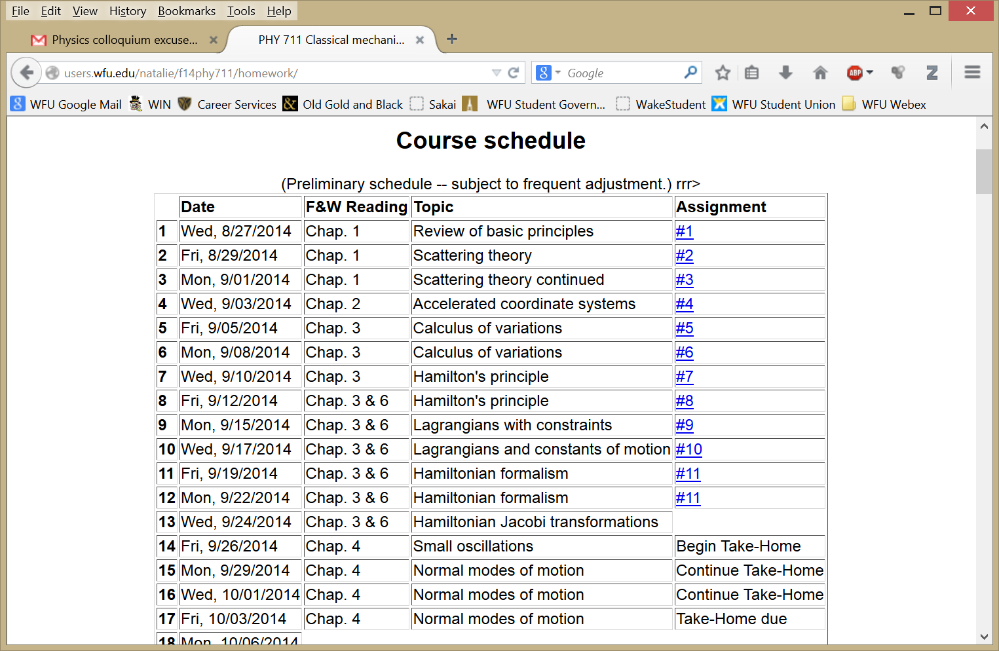 File Edit View History Bookmarks Tools Help
Physics colloquium excuse... PHY 711 Classical mechani...
users.wfu.edu/natalie/f14phy711/homework/ 8 Google ABP Z
8 WFU Google Mail WIN Career Services & Old Gold and Black Sakai WFU Student Govern... WakeStudent WFU Student Union WFU Webex
Course schedule
(Preliminary schedule -- subject to frequent adjustment.) rrr>
Date F&W Reading Topic Assignment
1 Wed, 8/27/2014 Chap. 1 Review of basic principles #1
2 Fri, 8/29/2014 Chap. 1 Scattering theory #2
3 Mon, 9/01/2014 Chap. 1 Scattering theory continued #3
4 Wed, 9/03/2014 Chap. 2 Accelerated coordinate systems #4
5 Fri, 9/05/2014 Chap. 3 Calculus of variations #5
6 Mon, 9/08/2014 Chap. 3 Calculus of variations #6
7 Wed, 9/10/2014 Chap. 3 Hamilton's principle #7
8 Fri, 9/12/2014 Chap. 3 & 6 Hamilton's principle #8
9 Mon, 9/15/2014 Chap. 3 & 6 Lagrangians with constraints #9
10 Wed, 9/17/2014 Chap. 3 & 6 Lagrangians and constants of motion #10
11 Fri, 9/19/2014 Chap. 3 & 6 Hamiltonian formalism #11
12 Mon, 9/22/2014 Chap. 3 & 6 Hamiltonian formalism #11
13 Wed, 9/24/2014 Chap. 3 & 6 Hamiltonian Jacobi transformations
14 Fri, 9/26/2014 Chap. 4 Small oscillations Begin Take-Home
15 Mon, 9/29/2014 Chap. 4 Normal modes of motion Continue Take-Home
16 Wed, 10/01/2014 Chap. 4 Normal modes of motion Continue Take-Home
17 Fri, 10/03/2014 Chap. 4 Normal modes of motion Take-Home due
18 Mon, 10/06/2014